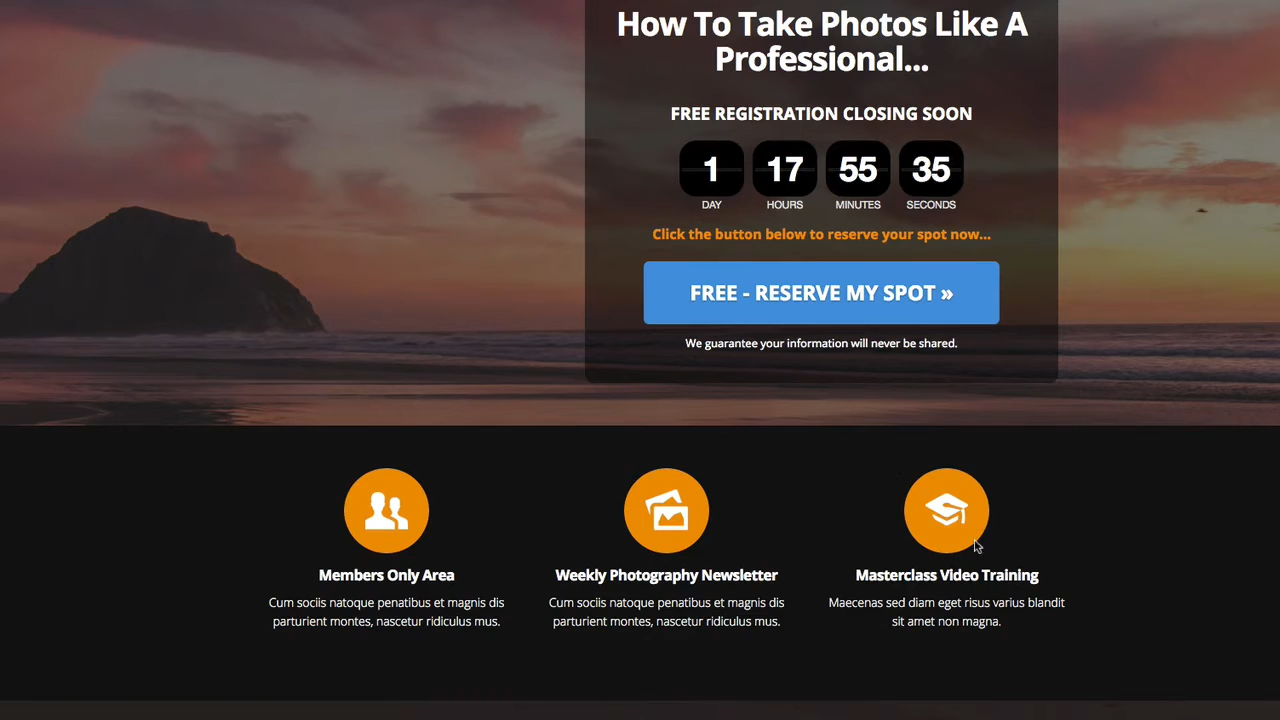 How To Take Photos Like A
Professional...
FREE REGISTRATION CLOSING SOON
1 17 55 35
DAY HOURS MINUTES SECONDS
Click the button below to reserve your spot now...
FREE - RESERVE MY SPOT »
We guarantee your information will never be shared.
Members Only Area
Cum sociis natoque penatibus et magnis dis
parturient montes, nascetur ridiculus mus.
Weekly Photography Newsletter
Cum sociis natoque penatibus et magnis dis
parturient montes, nascetur ridiculus mus.
Masterclass Video Training
Maecenas sed diam eget risus varius blandit
sit amet non magna.